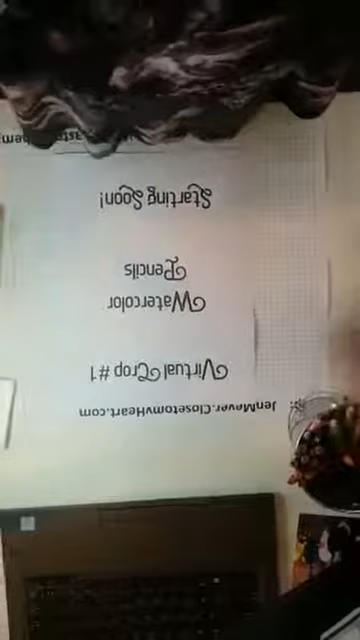 JenMeyer.ClosetomyHeart.com
Virtual Crop #1
Watercolor
Pencils
Starting Soon!